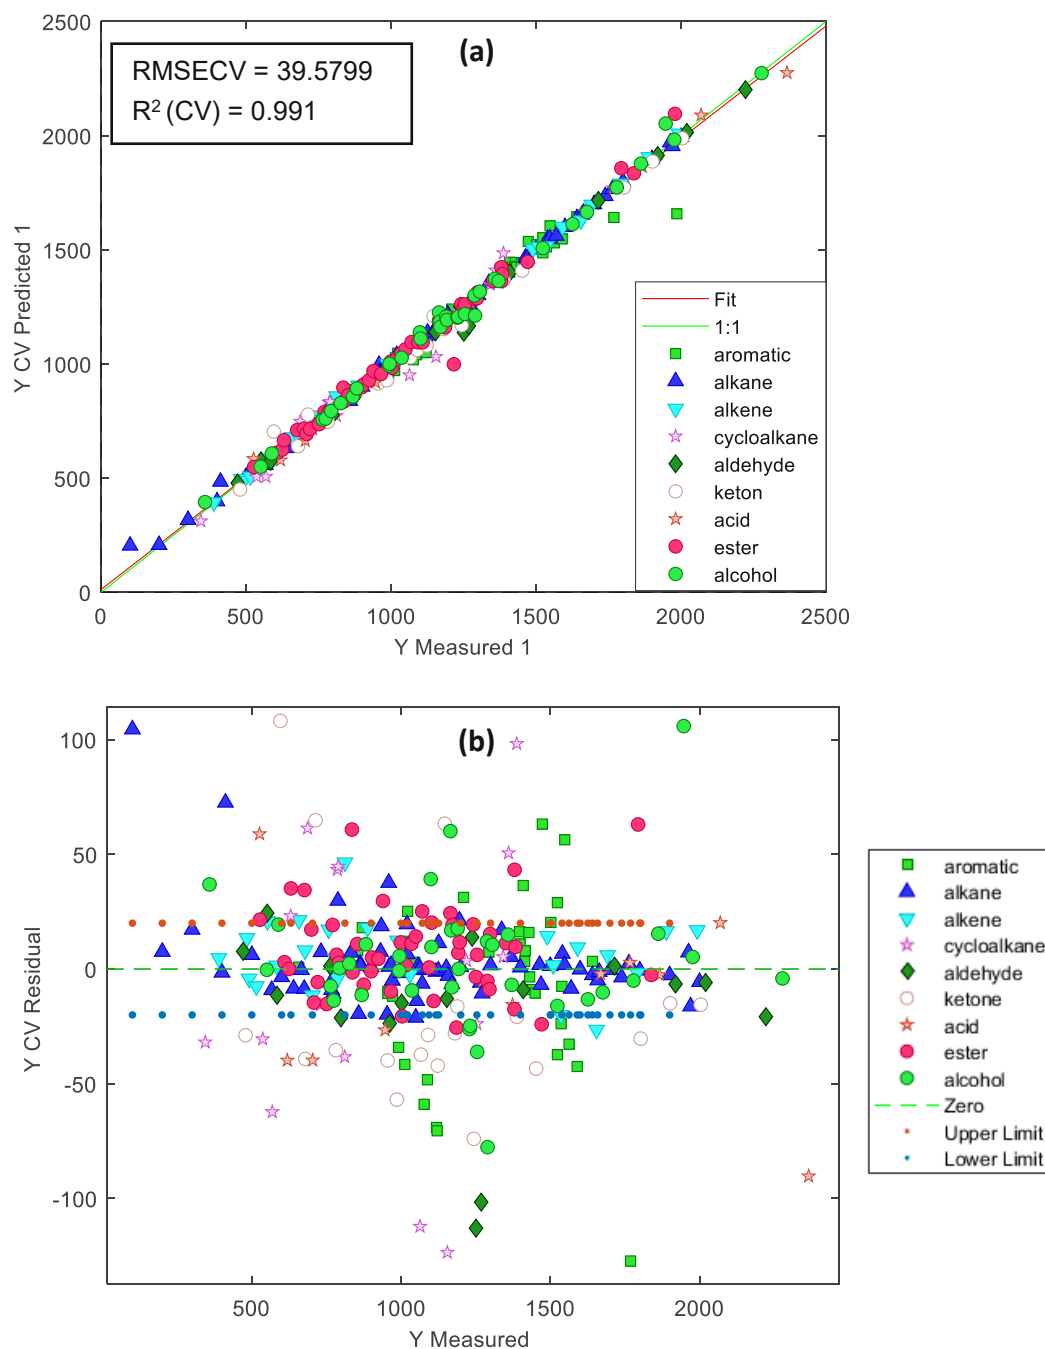 (a)
RMSECV = 39.5799
R² (CV) = 0.991
Y CV Predicted 1
2500
2000
1500
1000
500
0
Fit
1:1
aromatic
alkane
alkene
cycloalkane
aldehyde
keton
acid
ester
alcohol
0 500 1000 1500 2000 2500
Y Measured 1
(b)
Y CV Residual
100
50
0
-50
-100
aromatic
alkane
alkene
cycloalkane
aldehyde
ketone
acid
ester
alcohol
Zero
Upper Limit
Lower Limit
500 1000 1500 2000
Y Measured